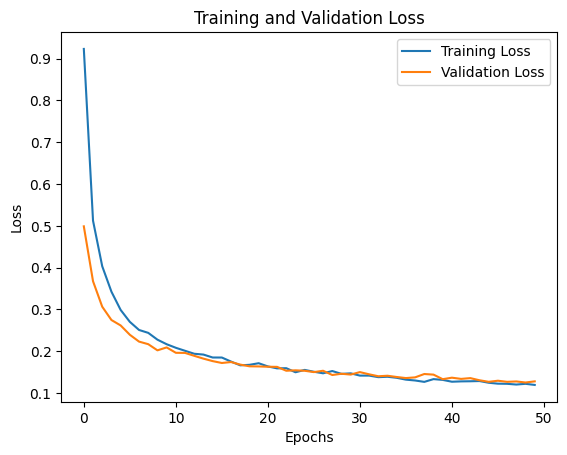 Training and Validation Loss
Training Loss
Validation Loss
Loss
0.9
0.8
0.7
0.6
0.5
0.4
0.3
0.2
0.1
0 10 20 30 40 50
Epochs